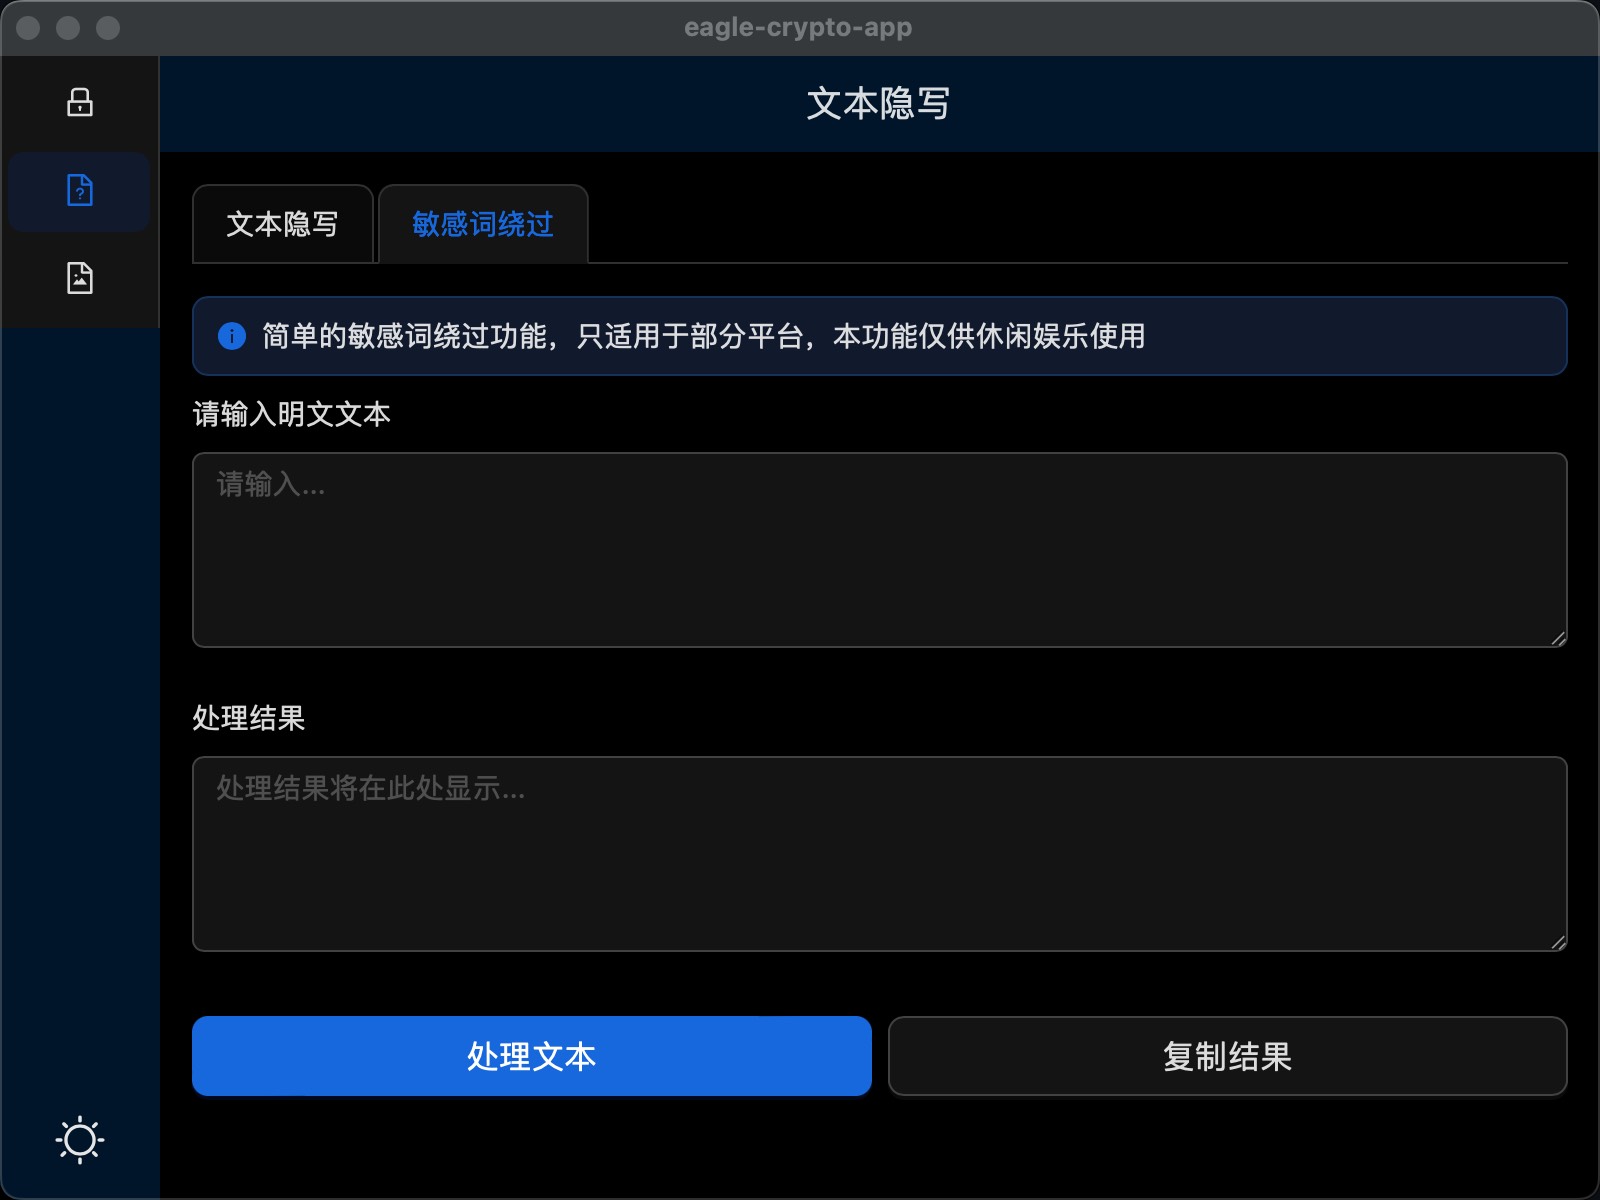 eagle-crypto-app
文本隐写
文本隐写
敏感词绕过
简单的敏感词绕过功能，只适用于部分平台，本功能仅供休闲娱乐使用
请输入明文文本
请输入...
处理结果
处理结果将在此处显示...
处理文本
复制结果